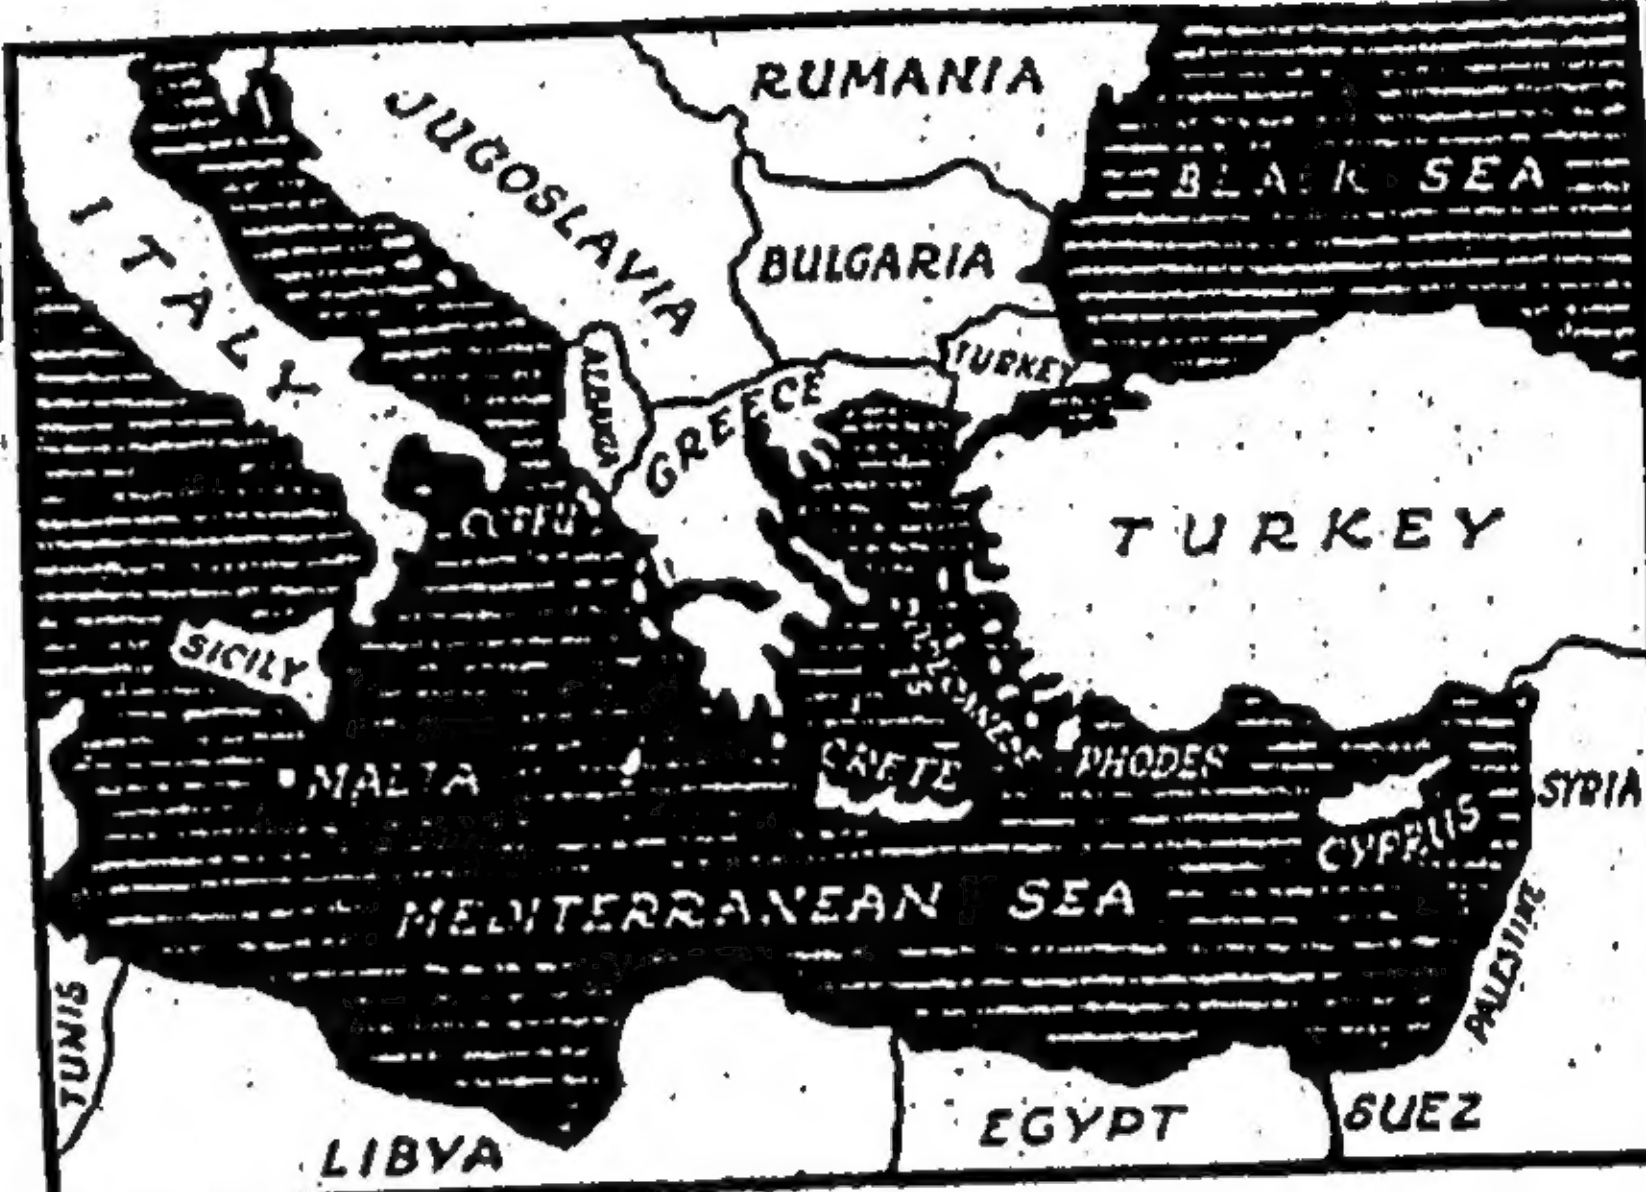 RUMANIA
JUGOSLAVIA
BLACK SEA
ITALY
BULGARIA
ALBANIA
TURKEY
GREECE
TURKEY
CORFU
SICILY
MALTA
CRETE
RHODES
CYPRUS
SYRIA
MEDITERRANEAN SEA
PALESTINE
TUNIS
LIBYA
EGYPT
SUEZ